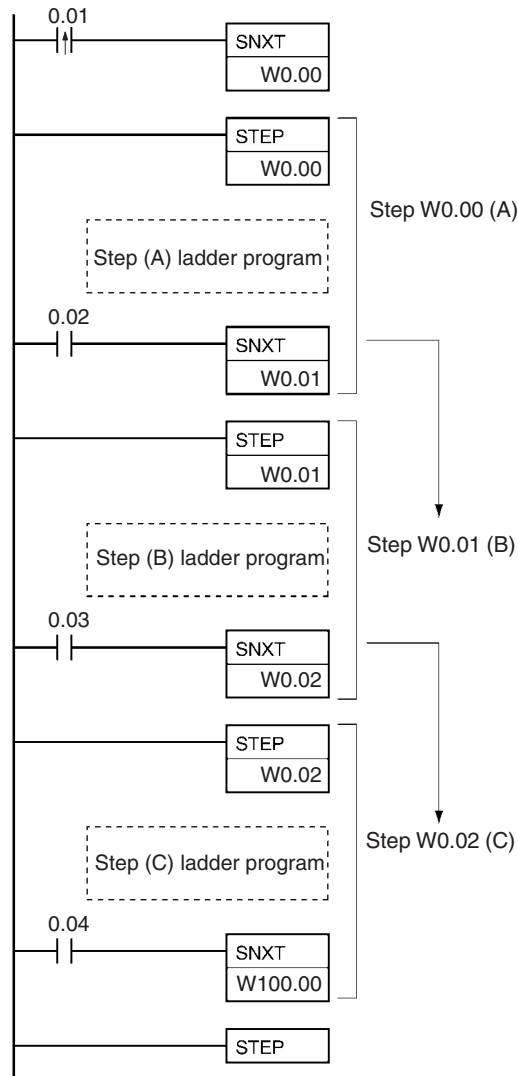 0.01
SNXT
W0.00
STEP
W0.00
Step W0.00 (A)
Step (A) ladder program
0.02
SNXT
W0.01
STEP
W0.01
Step W0.01 (B)
Step (B) ladder program
0.03
SNXT
W0.02
STEP
W0.02
Step W0.02 (C)
Step (C) ladder program
0.04
SNXT
W100.00
STEP